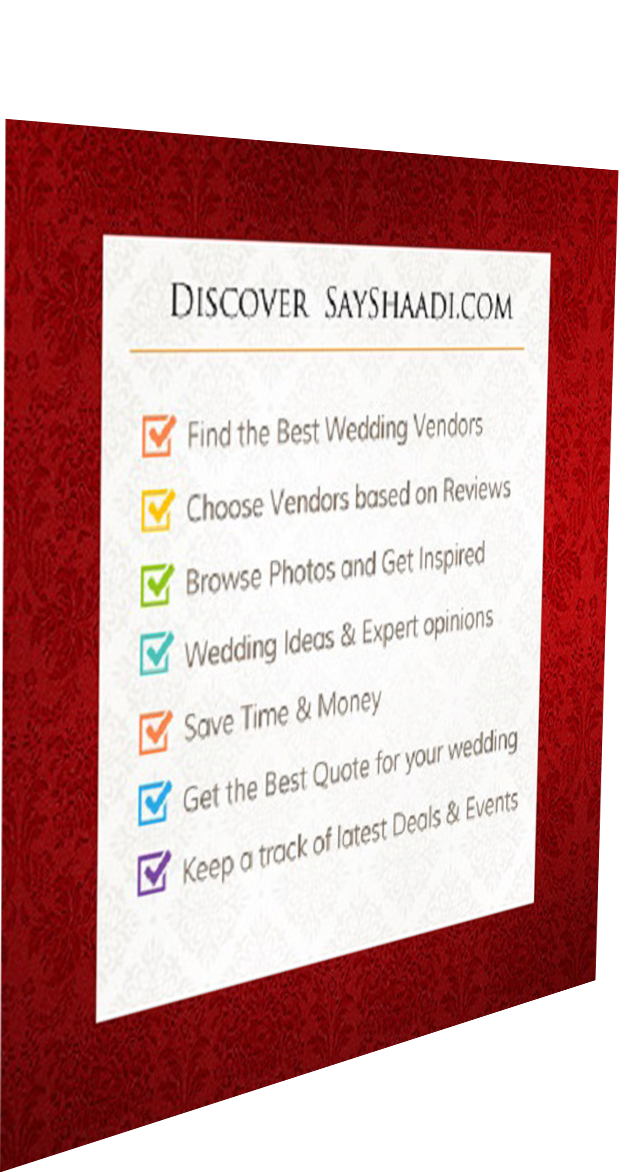 DISCOVER SAYSHAADI.COM
Find the Best Wedding Vendors
Choose Vendors based on Reviews
Browse Photos and Get Inspired
Wedding Ideas & Expert opinions
Save Time & Money
Get the Best Quote for your wedding
Keep a track of latest Deals & Events